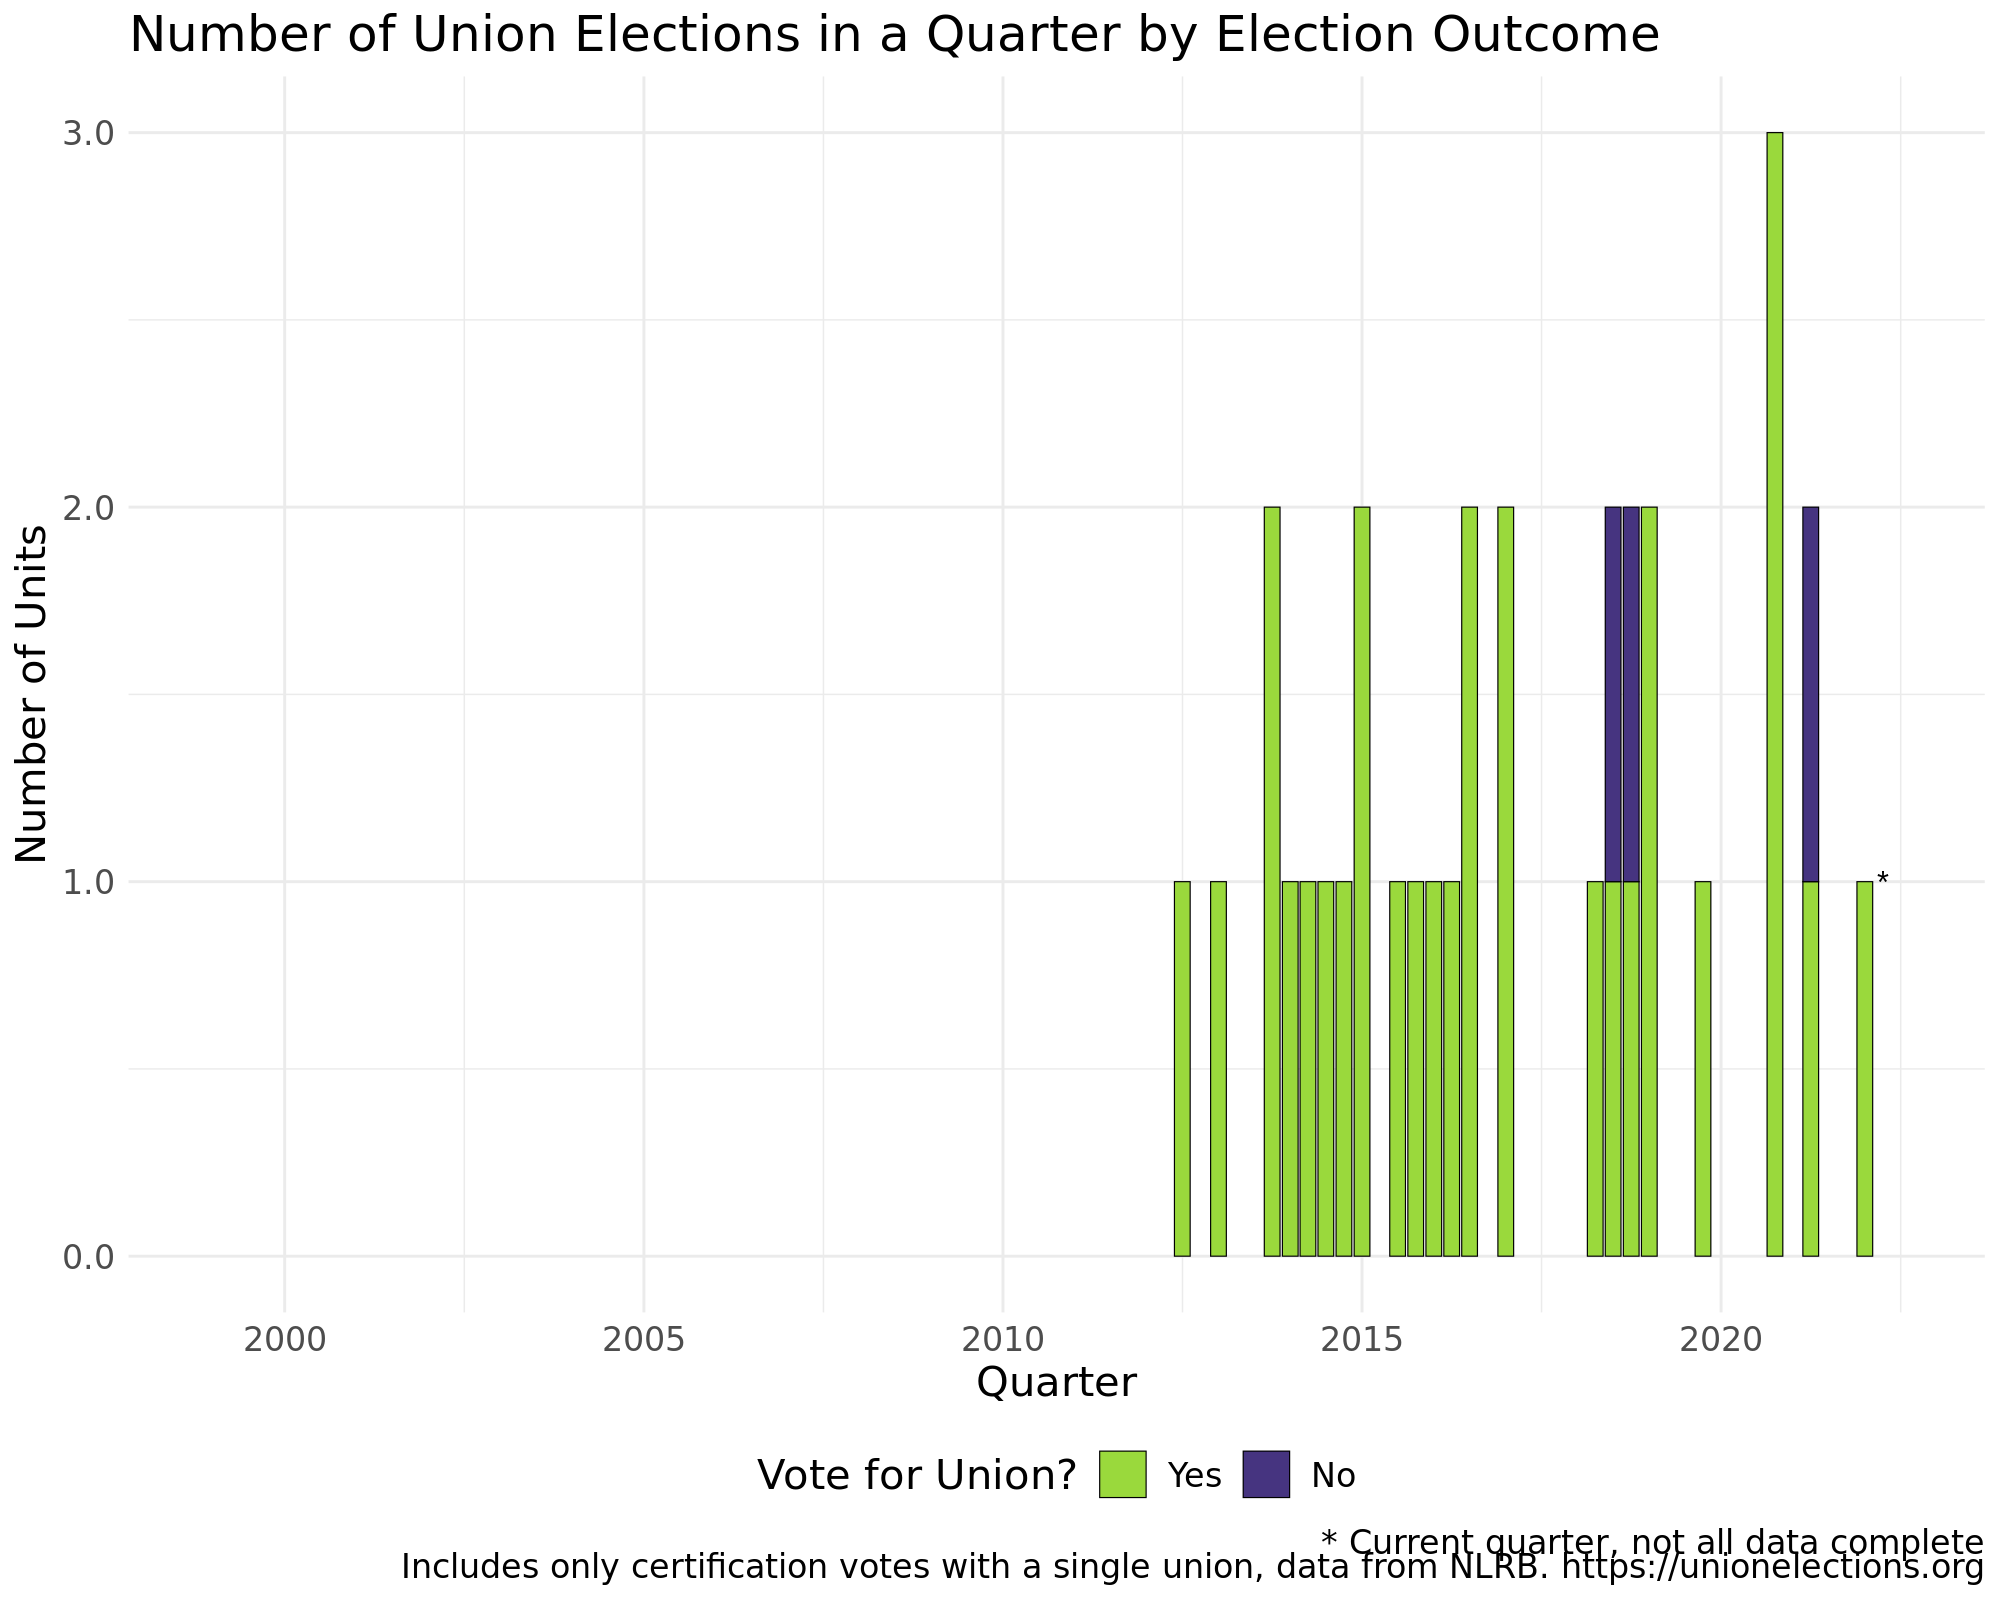 Number of Union Elections in a Quarter by Election Outcome
3.0
2.0
1.0
0.0
Number of Units
*
2000 2005 2010 2015 2020
Quarter
Vote for Union? Yes No
* Current quarter, not all data complete
Includes only certification votes with a single union, data from NLRB. https://unionelections.org